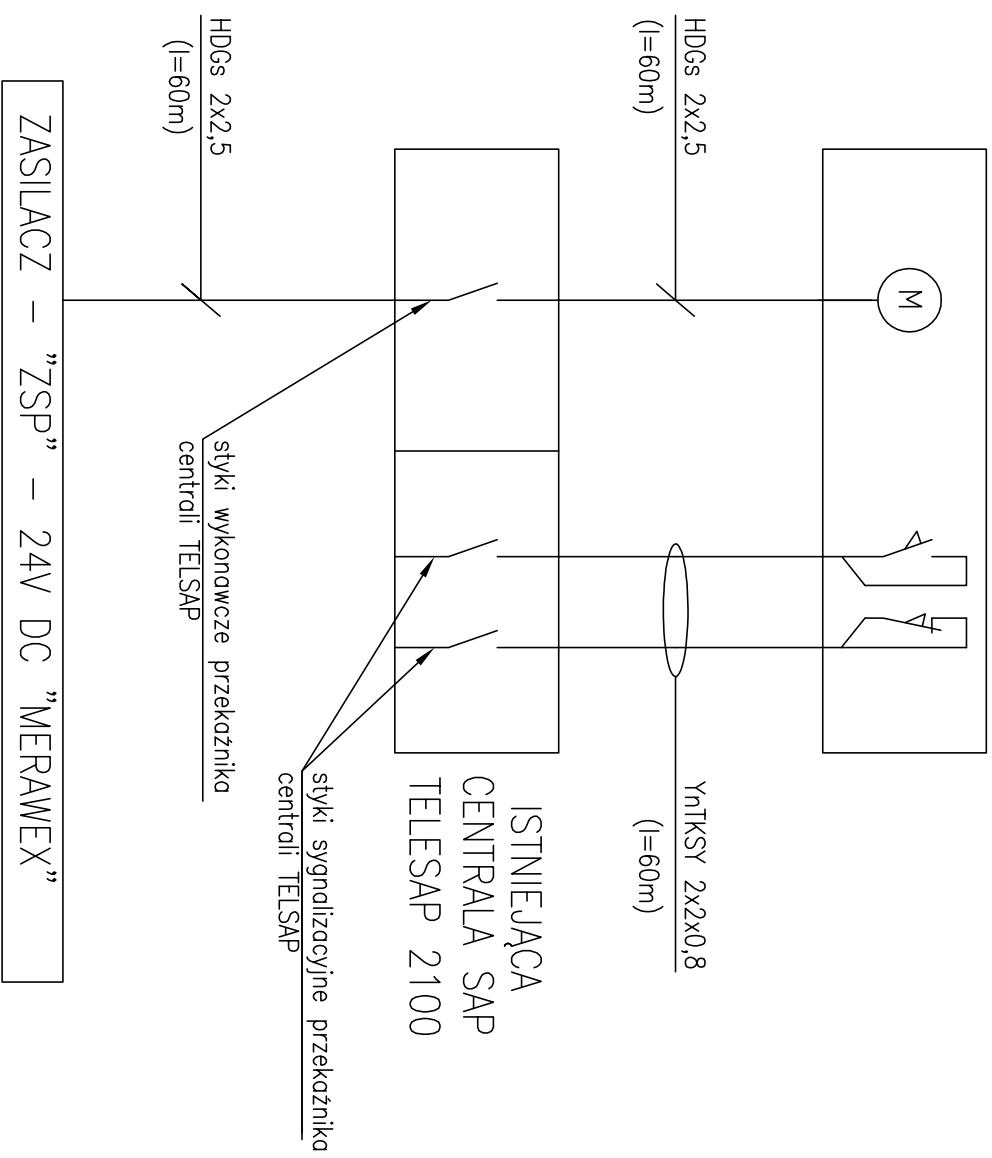 HDGs 2x2,5
(l=60m)
HDGs 2x2,5
(l=60m)
M
YnTKSY 2x2x0,8
(l=60m)
ISTNIEJĄCA
CENTRALA SAP
TELESAP 2100
styki sygnalizacyjne przekaźnika
centrali TELSAP
styki wykonawcze przekaźnika
centrali TELSAP
ZASILACZ – "ZSP" – 24V DC "MERAWEX"